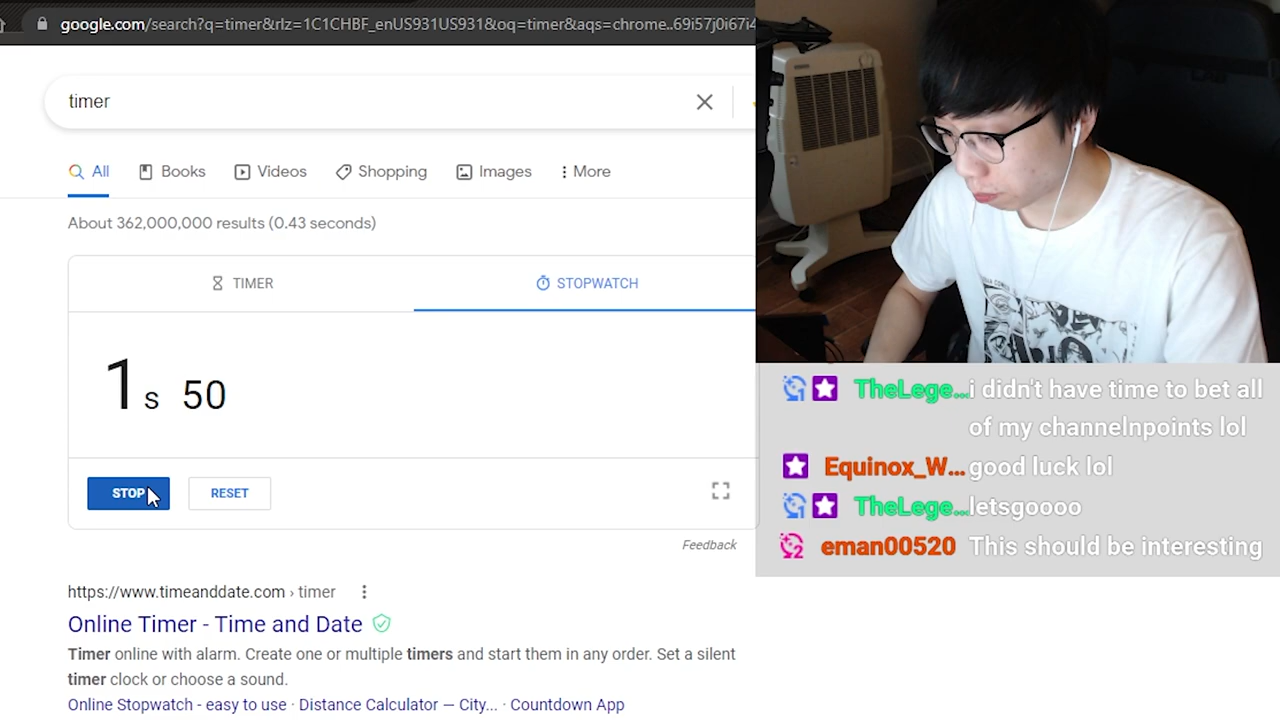 google.com/search?q=timer&rlz=1C1CHBF_enUS931US931&oq=timer&aqs=chrome..69i57j0i67i4
timer
All Books Videos Shopping Images More
About 362,000,000 results (0.43 seconds)
TIMER STOPWATCH
1 s 50
STOP RESET
Feedback
https://www.timeanddate.com › timer
Online Timer - Time and Date
Timer online with alarm. Create one or multiple timers and start them in any order. Set a silent
timer clock or choose a sound.
Online Stopwatch - easy to use · Distance Calculator — City... · Countdown App
TheLege... i didn't have time to bet all
of my channelnpoints lol
Equinox_W... good luck lol
TheLege... letsgoooo
eman00520 This should be interesting